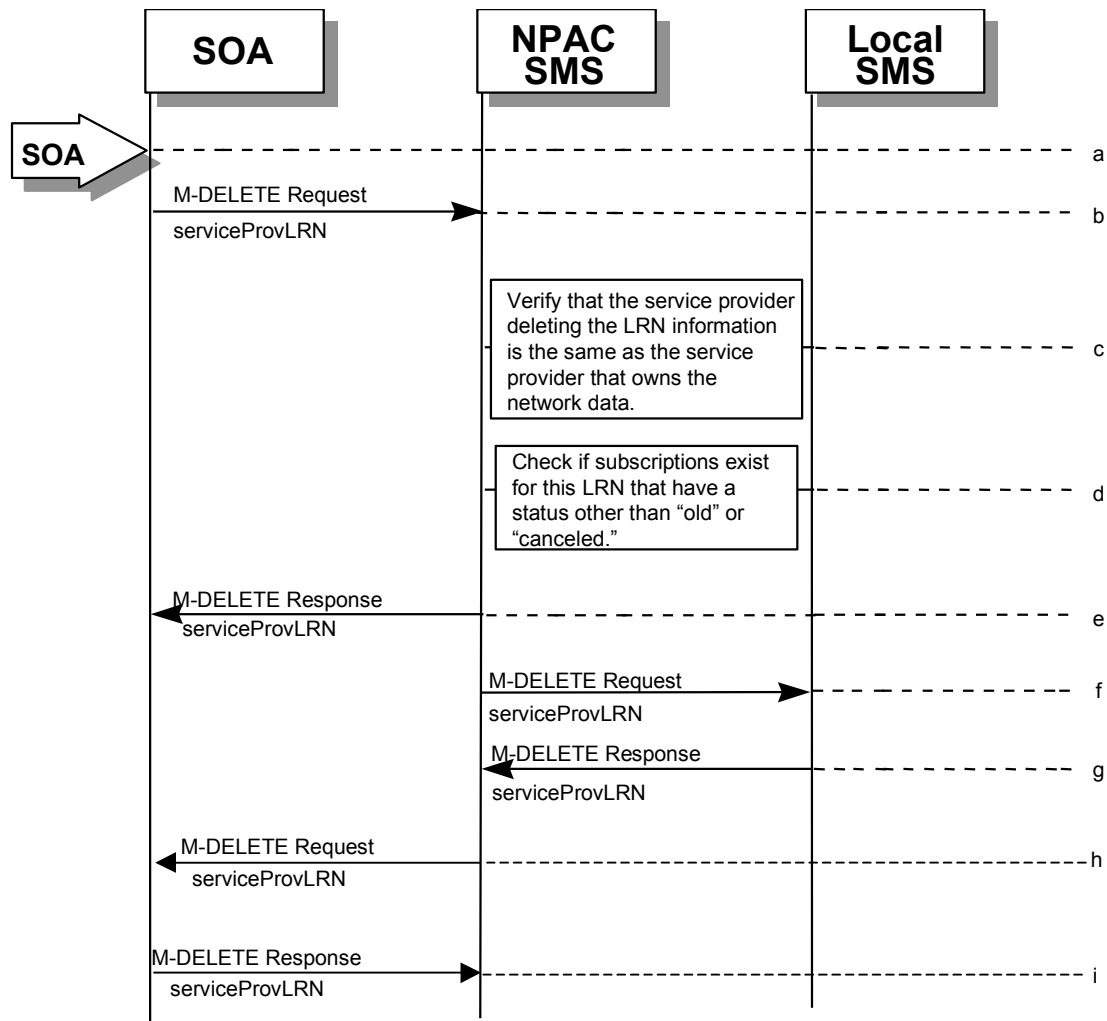 SOA
NPAC
SMS
Local
SMS
SOA
a
M-DELETE Request
b
serviceProvLRN
Verify that the service provider
deleting the LRN information
is the same as the service
provider that owns the
network data.
c
Check if subscriptions exist
for this LRN that have a
status other than “old” or
“canceled.”
d
M-DELETE Response
e
serviceProvLRN
M-DELETE Request
f
serviceProvLRN
M-DELETE Response
g
serviceProvLRN
M-DELETE Request
h
serviceProvLRN
M-DELETE Response
i
serviceProvLRN